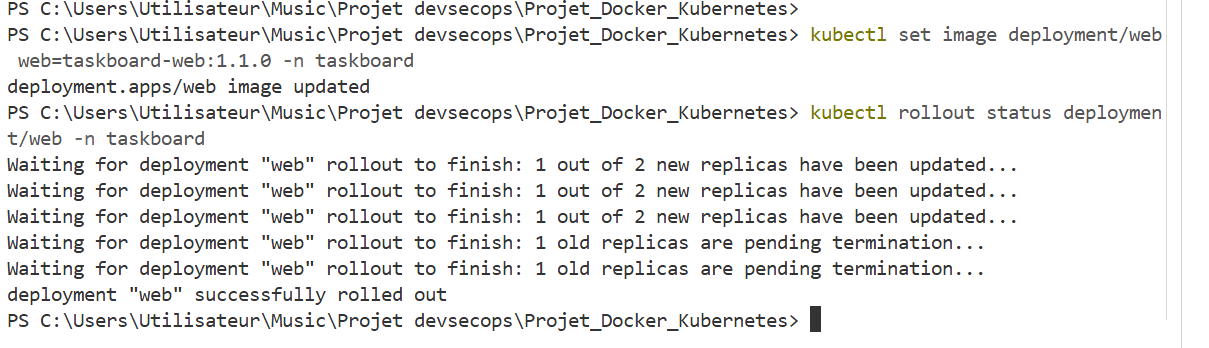 PS C:\Users\Utilisateur\Music\Projet devsecops\Projet_Docker_Kubernetes>
PS C:\Users\Utilisateur\Music\Projet devsecops\Projet_Docker_Kubernetes> kubectl set image deployment/web
 web=taskboard-web:1.1.0 -n taskboard
deployment.apps/web image updated
PS C:\Users\Utilisateur\Music\Projet devsecops\Projet_Docker_Kubernetes> kubectl rollout status deploymen
t/web -n taskboard
Waiting for deployment "web" rollout to finish: 1 out of 2 new replicas have been updated...
Waiting for deployment "web" rollout to finish: 1 out of 2 new replicas have been updated...
Waiting for deployment "web" rollout to finish: 1 out of 2 new replicas have been updated...
Waiting for deployment "web" rollout to finish: 1 old replicas are pending termination...
Waiting for deployment "web" rollout to finish: 1 old replicas are pending termination...
deployment "web" successfully rolled out
PS C:\Users\Utilisateur\Music\Projet devsecops\Projet_Docker_Kubernetes>